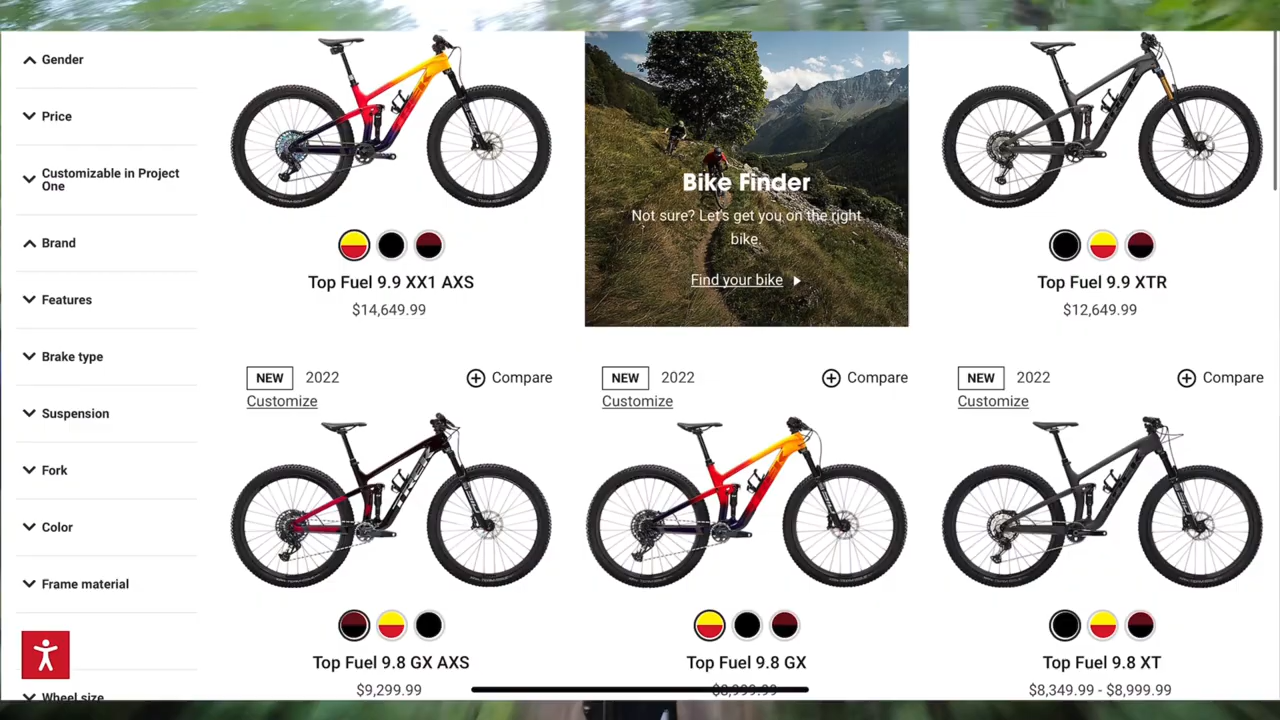 Gender
Price
Customizable in Project
One
Brand
Features
Brake type
Suspension
Fork
Color
Frame material
Wheel size
Top Fuel 9.9 XX1 AXS
$14,649.99
Bike Finder
Not sure? Let's get you on the right
bike.
Find your bike
Top Fuel 9.9 XTR
$12,649.99
NEW 2022 Compare
Customize
TREK
Top Fuel 9.8 GX AXS
$9,299.99
NEW 2022 Compare
Customize
Top Fuel 9.8 GX
$8,999.99
NEW 2022 Compare
Customize
Top Fuel 9.8 XT
$8,349.99 - $8,999.99